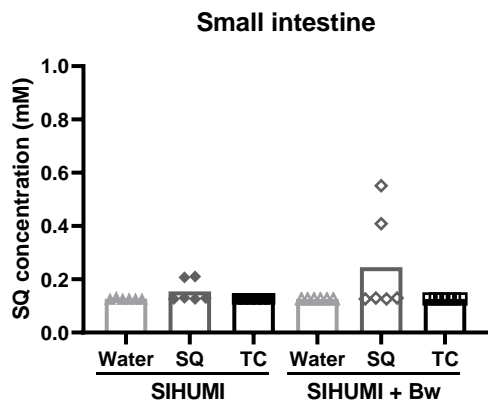 Small intestine
SQ concentration (mM)
1.0
0.8
0.6
0.4
0.2
0.0
Water SQ TC Water SQ TC
SIHUMI SIHUMI + Bw